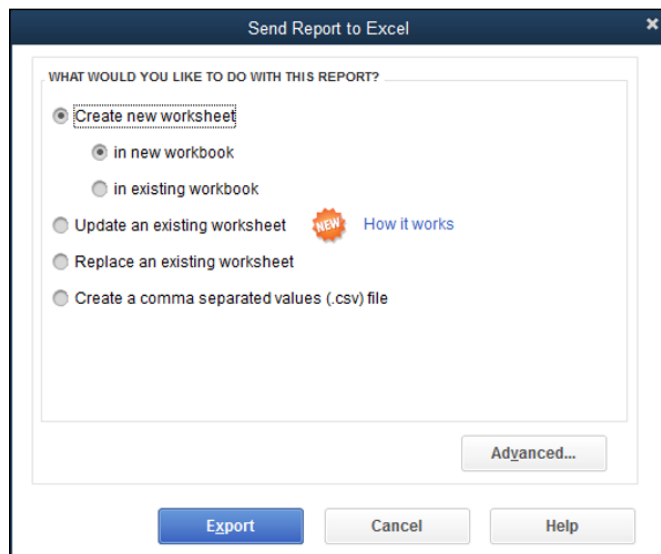 Send Report to Excel
WHAT WOULD YOU LIKE TO DO WITH THIS REPORT?
Create new worksheet
in new workbook
in existing workbook
Update an existing worksheet NEW How it works
Replace an existing worksheet
Create a comma separated values (.csv) file
Advanced...
Export Cancel Help